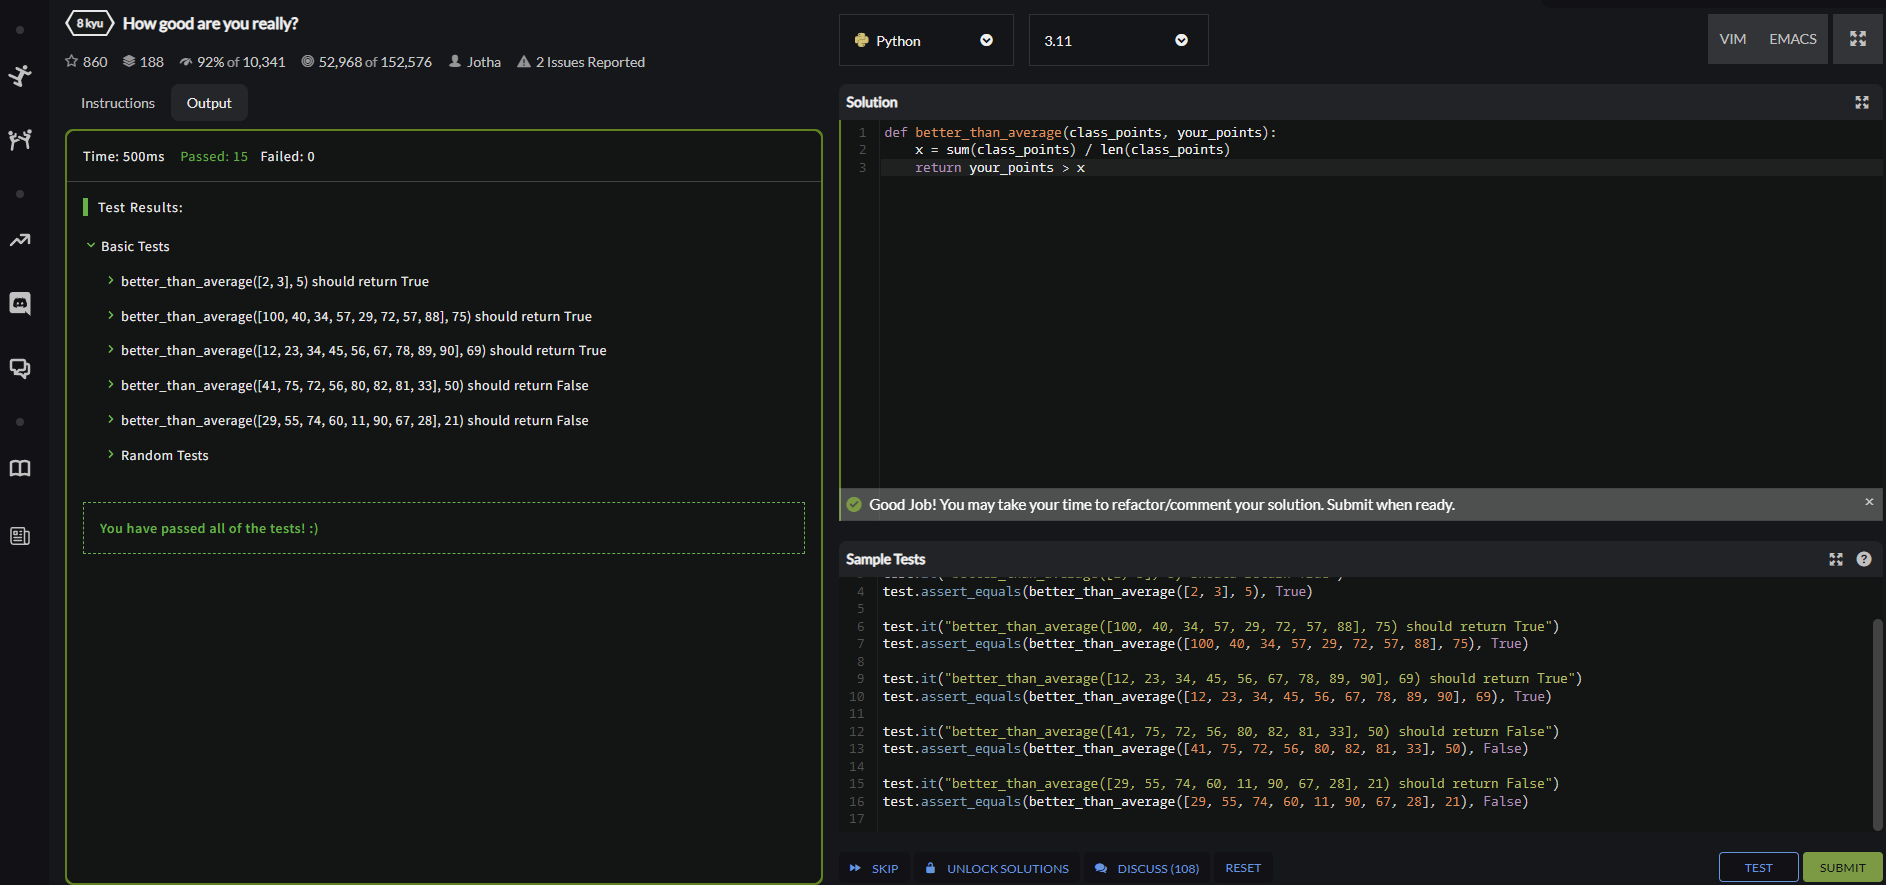 8 kyu How good are you really?
860 188 92% of 10,341 52,968 of 152,576 Jotha 2 Issues Reported
Instructions Output
Time: 500ms Passed: 15 Failed: 0
Test Results:
Basic Tests
better_than_average([2, 3], 5) should return True
better_than_average([100, 40, 34, 57, 29, 72, 57, 88], 75) should return True
better_than_average([12, 23, 34, 45, 56, 67, 78, 89, 90], 69) should return True
better_than_average([41, 75, 72, 56, 80, 82, 81, 33], 50) should return False
better_than_average([29, 55, 74, 60, 11, 90, 67, 28], 21) should return False
Random Tests
You have passed all of the tests! :)
Python 3.11 VIM EMACS
Solution
1 def better_than_average(class_points, your_points):
2     x = sum(class_points) / len(class_points)
3     return your_points > x
Good Job! You may take your time to refactor/comment your solution. Submit when ready. ×
Sample Tests ?
4 test.assert_equals(better_than_average([2, 3], 5), True)
5
6 test.it("better_than_average([100, 40, 34, 57, 29, 72, 57, 88], 75) should return True")
7 test.assert_equals(better_than_average([100, 40, 34, 57, 29, 72, 57, 88], 75), True)
8
9 test.it("better_than_average([12, 23, 34, 45, 56, 67, 78, 89, 90], 69) should return True")
10 test.assert_equals(better_than_average([12, 23, 34, 45, 56, 67, 78, 89, 90], 69), True)
11
12 test.it("better_than_average([41, 75, 72, 56, 80, 82, 81, 33], 50) should return False")
13 test.assert_equals(better_than_average([41, 75, 72, 56, 80, 82, 81, 33], 50), False)
14
15 test.it("better_than_average([29, 55, 74, 60, 11, 90, 67, 28], 21) should return False")
16 test.assert_equals(better_than_average([29, 55, 74, 60, 11, 90, 67, 28], 21), False)
17
SKIP UNLOCK SOLUTIONS DISCUSS (108) RESET TEST SUBMIT